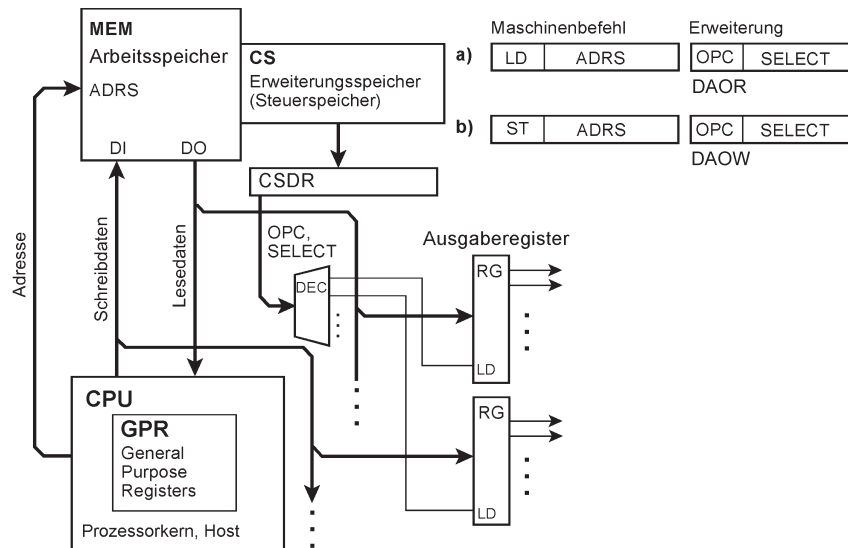 MEM
Arbeitsspeicher
ADRS
DI DO
CS
Erweiterungsspeicher
(Steuerspeicher)
CSDR
Maschinenbefehl Erweiterung
a) LD ADRS OPC SELECT
DAOR
b) ST ADRS OPC SELECT
DAOW
Adresse
Schreibdaten
Lesedaten
OPC,
SELECT
DEC
Ausgaberegister
RG
LD
RG
LD
CPU
GPR
General
Purpose
Registers
Prozessorkern, Host